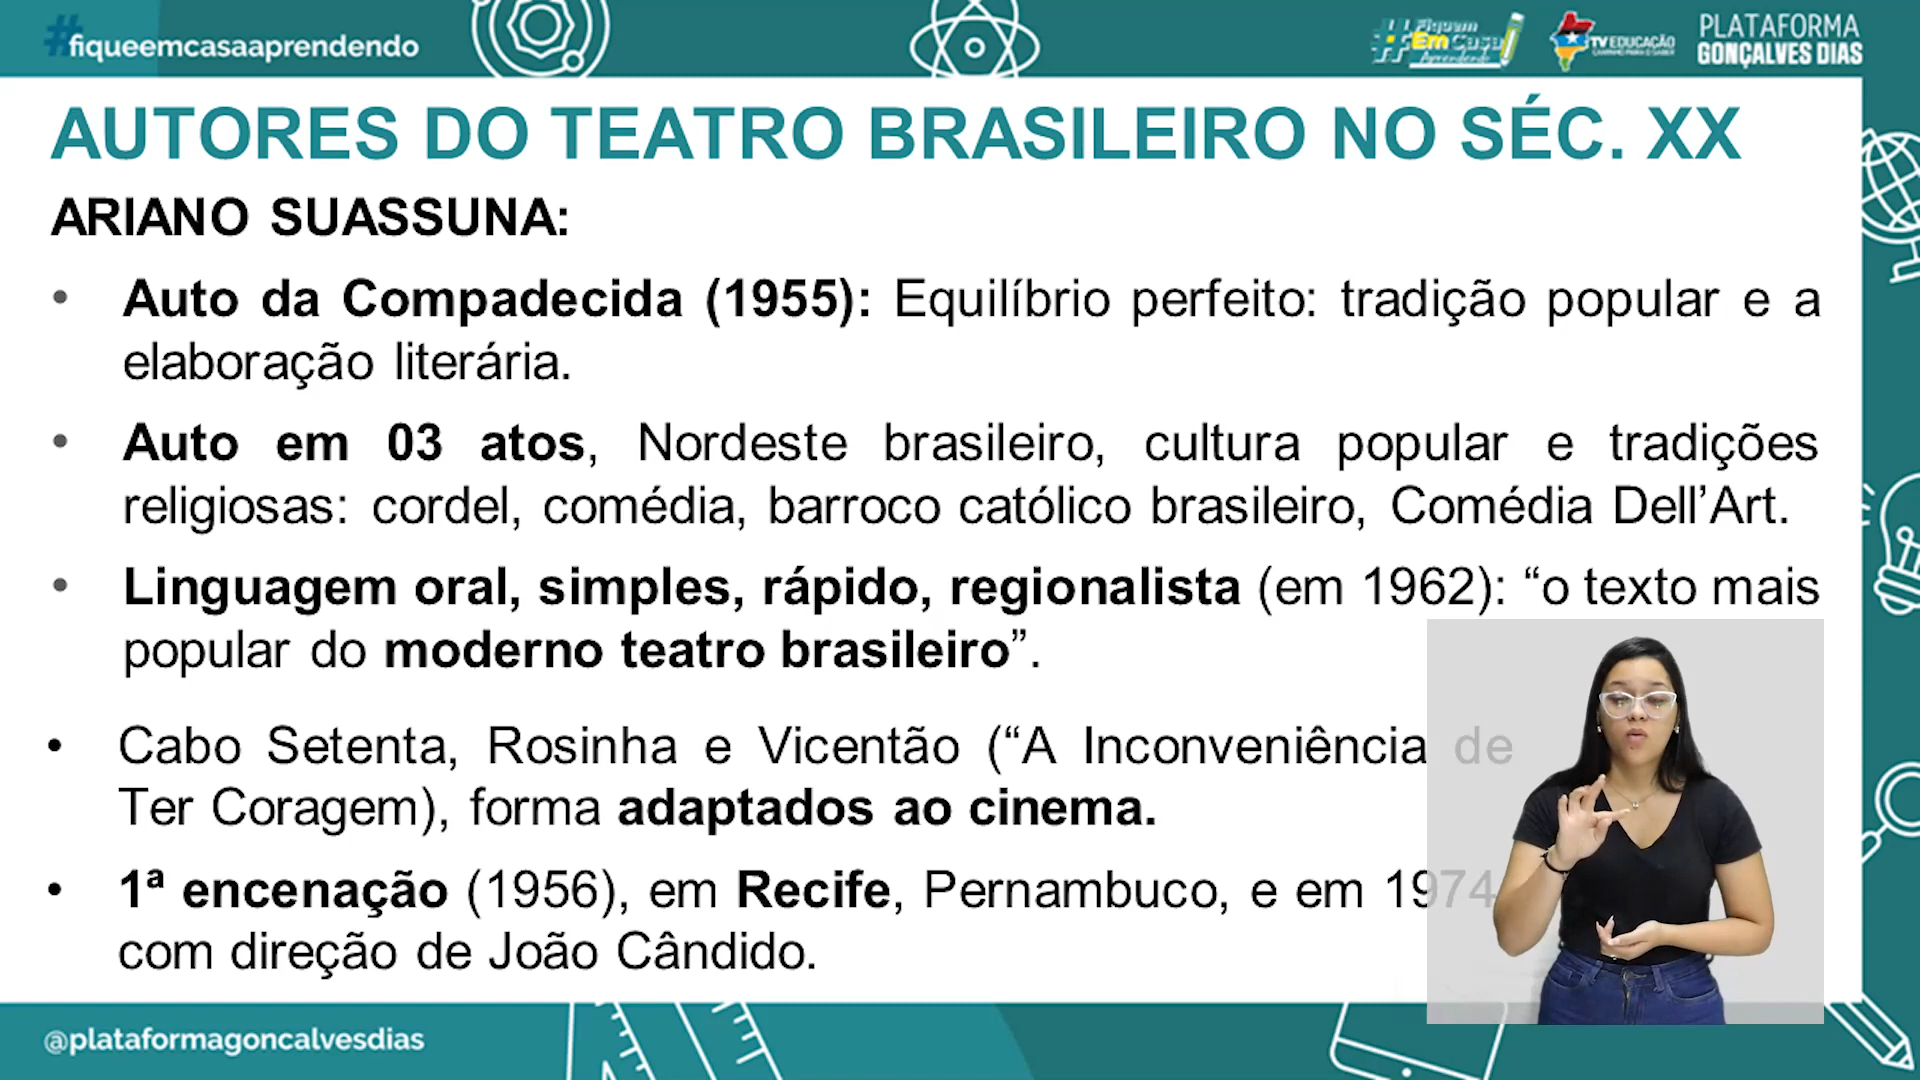 #fiqueemcasaaprendendo
#Fiquem
Em Casa
Aprendendo
TV EDUCAÇÃO
PLATAFORMA
GONÇALVES DIAS
AUTORES DO TEATRO BRASILEIRO NO SÉC. XX
ARIANO SUASSUNA:
• Auto da Compadecida (1955): Equilíbrio perfeito: tradição popular e a
elaboração literária.
• Auto em 03 atos, Nordeste brasileiro, cultura popular e tradições
religiosas: cordel, comédia, barroco católico brasileiro, Comédia Dell’Art.
• Linguagem oral, simples, rápido, regionalista (em 1962): “o texto mais
popular do moderno teatro brasileiro”.
• Cabo Setenta, Rosinha e Vicentão (“A Inconveniência de
Ter Coragem), forma adaptados ao cinema.
• 1ª encenação (1956), em Recife, Pernambuco, e em 1974
com direção de João Cândido.
@plataformagoncalvesdias